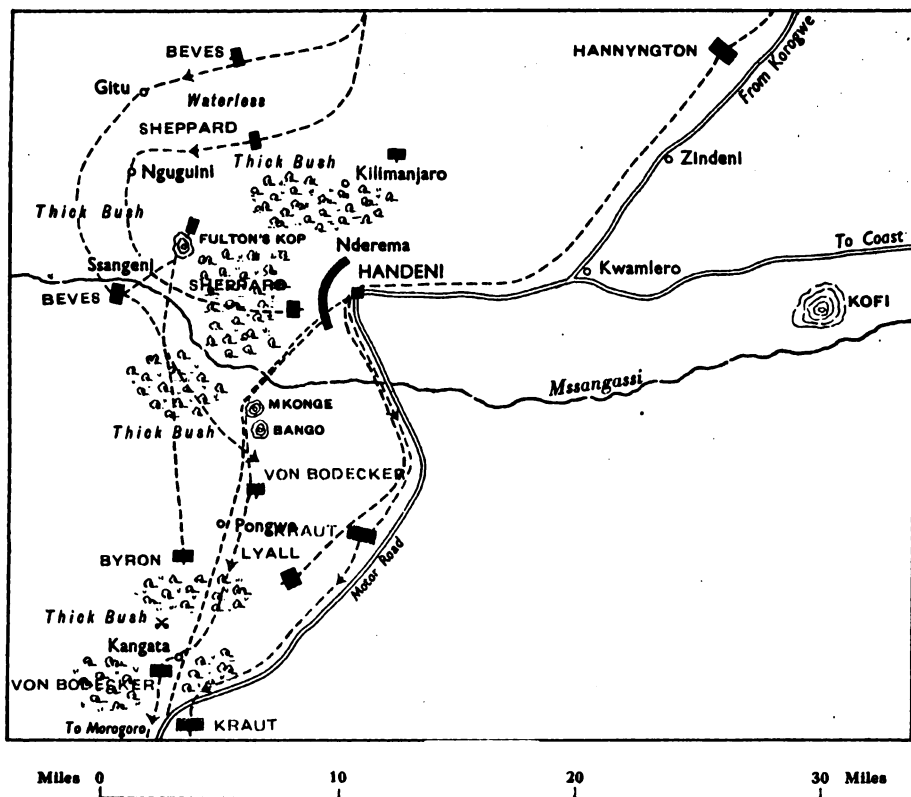 BEVES
HANNYNGTON
From Korogwe
Gitu
Waterless
SHEPPARD
Thick Bush
Zindeni
Nguguini
Kilimanjaro
Thick Bush
FULTON'S KOP
Nderema
To Coast
Ssangeni
HANDENI
Kwamlero
SHEPPARD
BEVES
KOFI
Mssangassi
MKONGE
Thick Bush
BANGO
VON BODECKER
Pongwe
KRAUT
BYRON
LYALL
Motor Road
Thick Bush
Kangata
VON BODECKER
To Morogoro
KRAUT
Miles 0 10 20 30 Miles